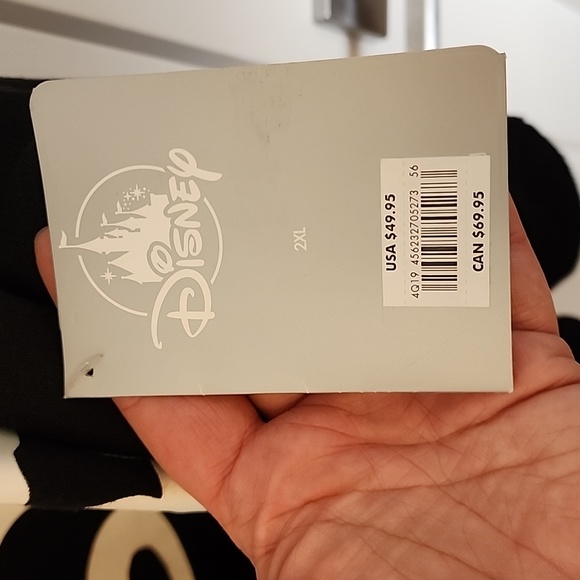 Disney
2XL
USA $49.95
4Q19 456232705273 56
CAN $69.95